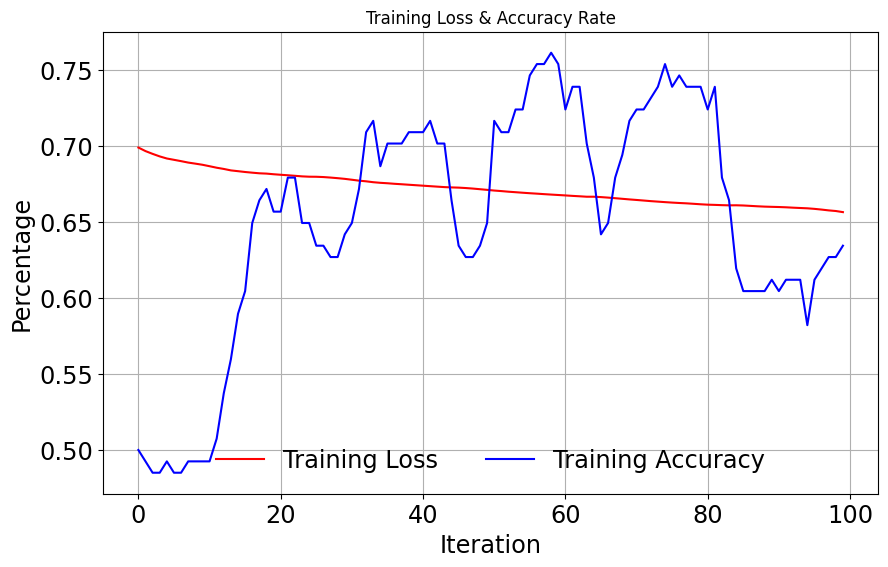 Training Loss & Accuracy Rate
Percentage
0.75
0.70
0.65
0.60
0.55
0.50
Training Loss Training Accuracy
0 20 40 60 80 100
Iteration